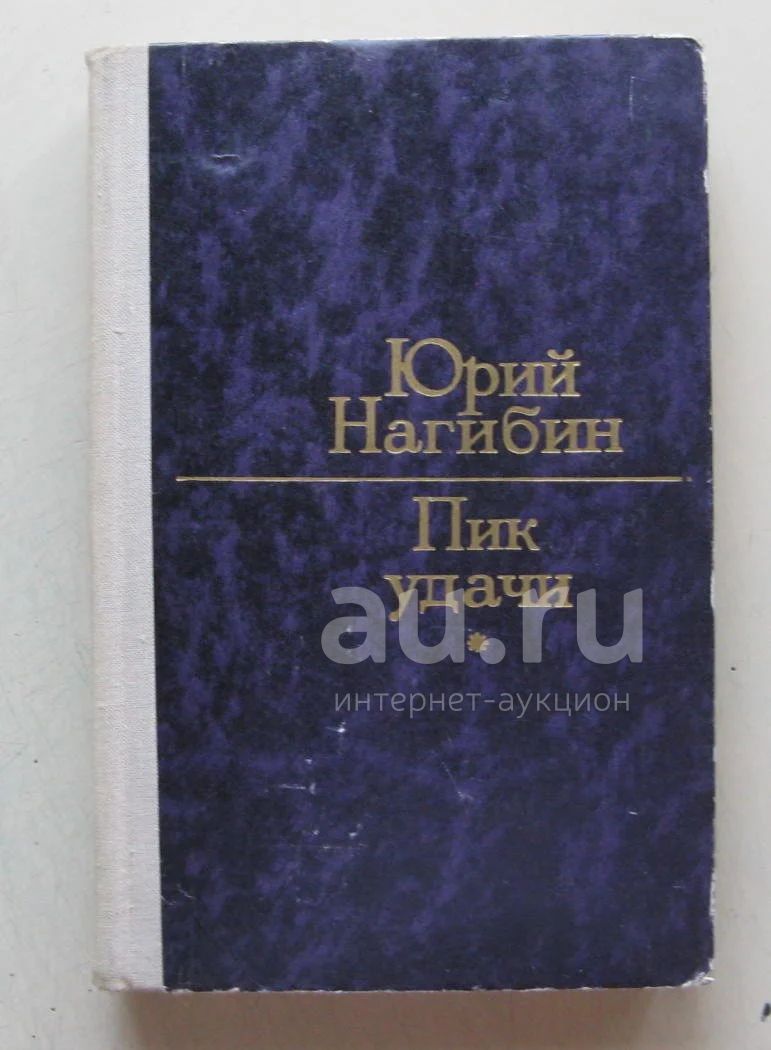 Юрий
Нагибин
Пик
удачи
au.ru
интернет-аукцион